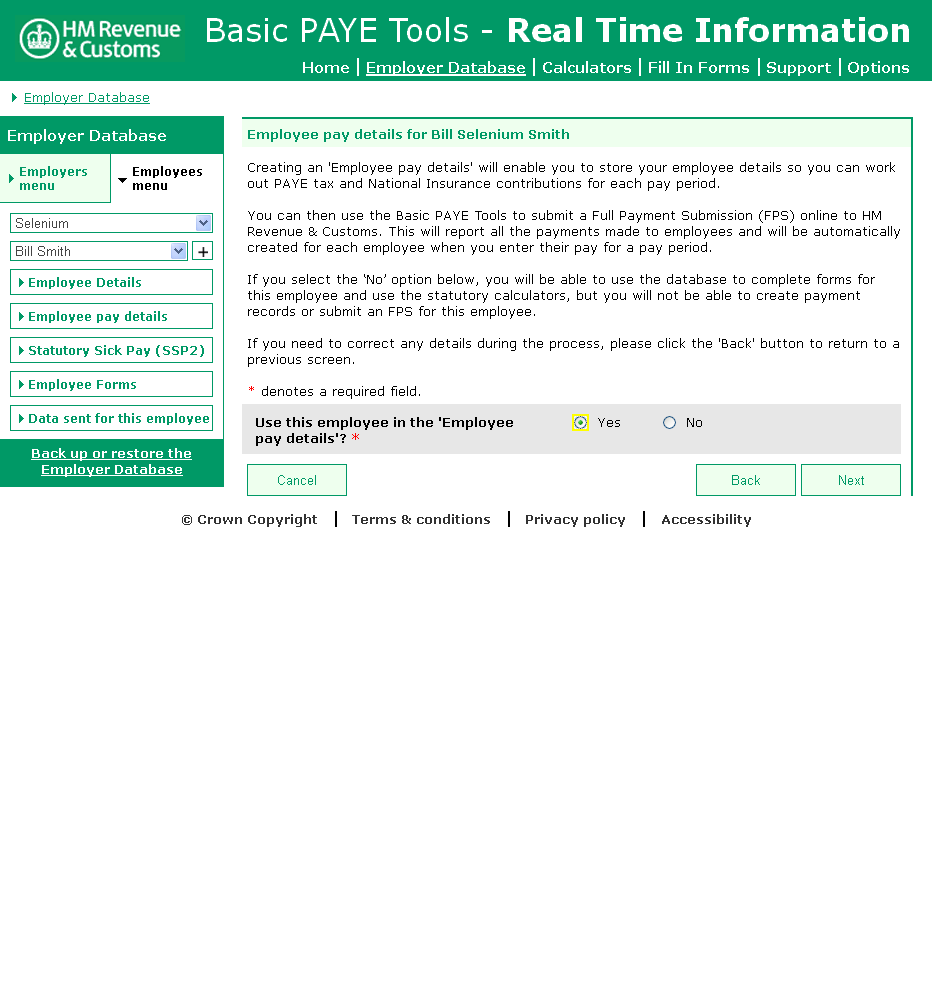 HM Revenue
& Customs
Basic PAYE Tools - Real Time Information
Home | Employer Database | Calculators | Fill In Forms | Support | Options
Employer Database
Employer Database
Employers
menu
Employees
menu
Selenium
Bill Smith
+
Employee Details
Employee pay details
Statutory Sick Pay (SSP2)
Employee Forms
Data sent for this employee
Back up or restore the
Employer Database
Employee pay details for Bill Selenium Smith
Creating an 'Employee pay details' will enable you to store your employee details so you can work
out PAYE tax and National Insurance contributions for each pay period.
You can then use the Basic PAYE Tools to submit a Full Payment Submission (FPS) online to HM
Revenue & Customs. This will report all the payments made to employees and will be automatically
created for each employee when you enter their pay for a pay period.
If you select the ‘No’ option below, you will be able to use the database to complete forms for
this employee and use the statutory calculators, but you will not be able to create payment
records or submit an FPS for this employee.
If you need to correct any details during the process, please click the 'Back' button to return to a
previous screen.
* denotes a required field.
Use this employee in the 'Employee
pay details'? *
Yes
No
Cancel
Back
Next
© Crown Copyright | Terms & conditions | Privacy policy | Accessibility